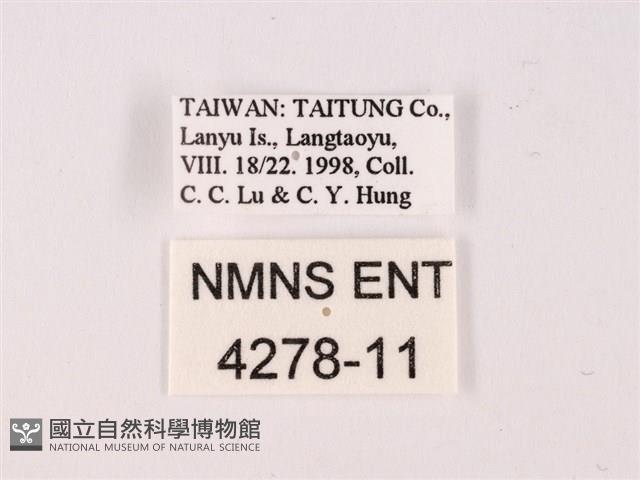 TAIWAN: TAITUNG Co.,
Lanyu Is., Langtaoyu,
VIII. 18/22. 1998, Coll.
C. C. Lu & C. Y. Hung
NMNS ENT
4278-11
國立自然科學博物館
NATIONAL MUSEUM OF NATURAL SCIENCE